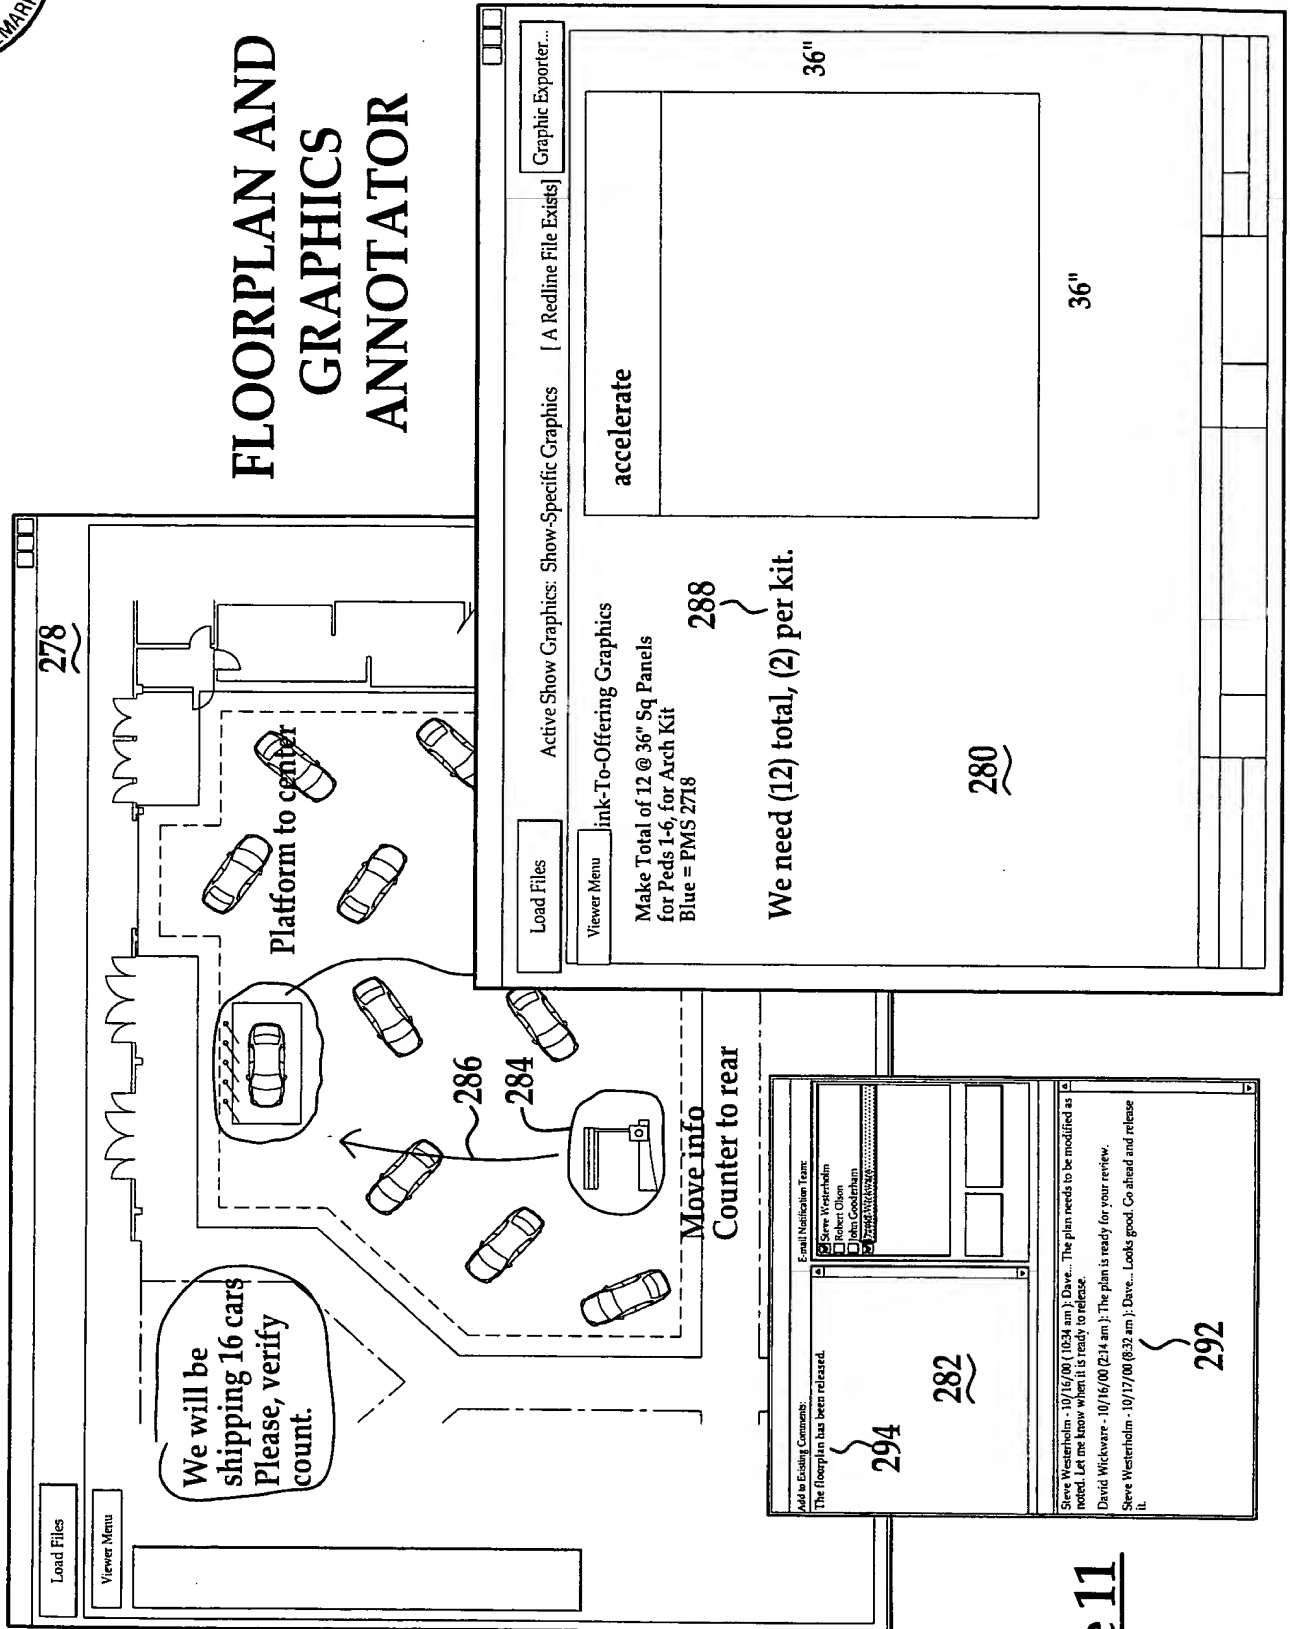 FLOORPLAN AND
GRAPHICS
ANNOTATOR
278
Load Files
Viewer Menu
We will be
shipping 16 cars
Please, verify
count.
Platform to center
286
284
Move info
Counter to rear
Load Files
Active Show Graphics: Show-Specific Graphics
[ A Redline File Exists]
Graphic Exporter...
Viewer Menu
ink-To-Offering Graphics
Make Total of 12 @ 36" Sq Panels
for Peds 1-6, for Arch Kit
Blue = PMS 2718
288
We need (12) total, (2) per kit.
280
accelerate
36"
36"
Add to Existing Comments:
The floorplan has been released.
294
282
E-mail Notification Team:
Steve Westerholm
Robert Olson
John Gooderham
David Wickware
Steve Westerholm - 10/16/00 ( 10:34 am ): Dave... The plan needs to be modified as
noted. Let me know when it is ready to release.
David Wickware - 10/16/00 (2:14 am ): The plan is ready for your review.
Steve Westerholm - 10/17/00 (8:32 am ): Dave... Looks good. Go ahead and release
it.
292
e 11